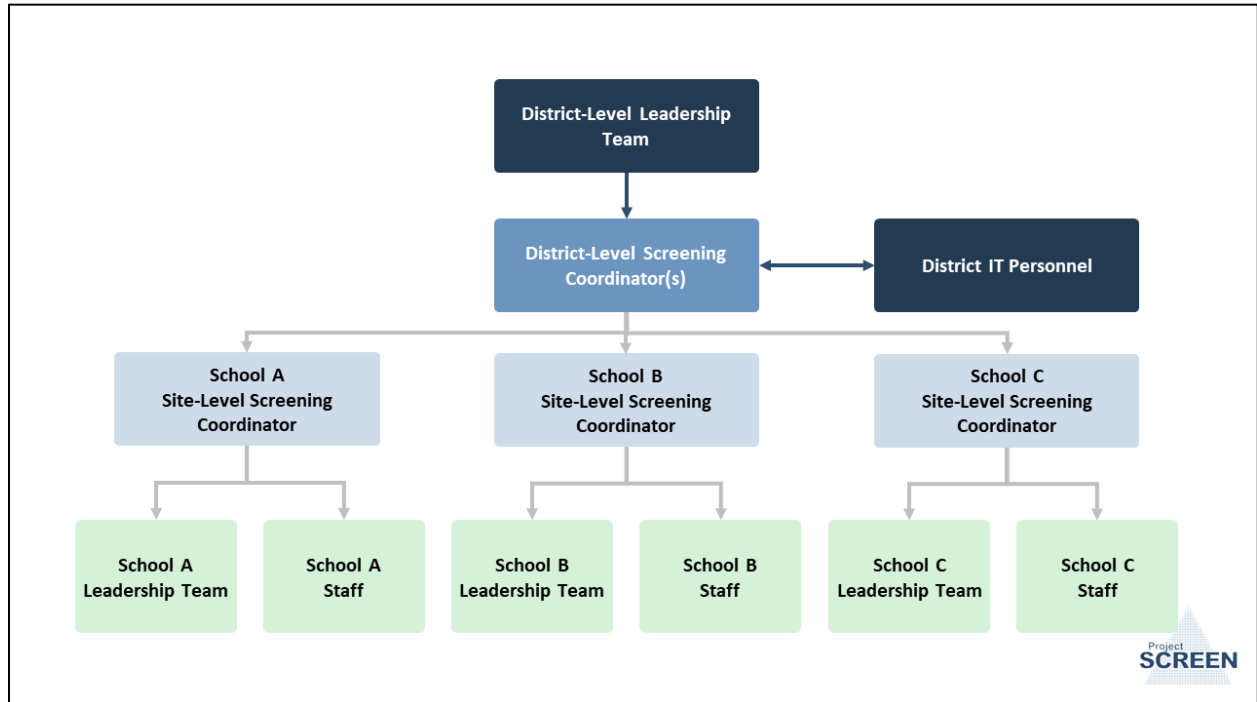 District-Level Leadership
Team
District-Level Screening
Coordinator(s)
District IT Personnel
School A
Site-Level Screening
Coordinator
School B
Site-Level Screening
Coordinator
School C
Site-Level Screening
Coordinator
School A
Leadership Team
School A
Staff
School B
Leadership Team
School B
Staff
School C
Leadership Team
School C
Staff
Project
SCREEN